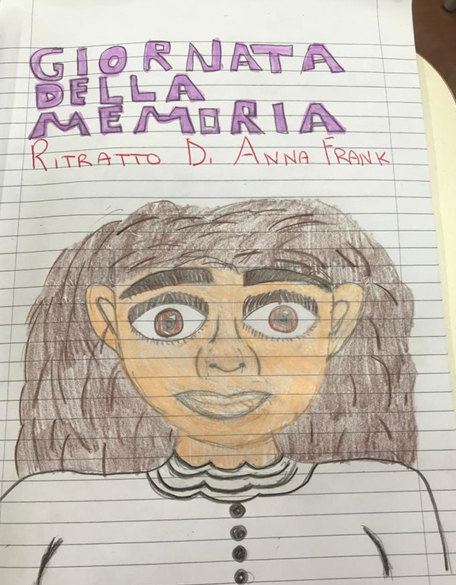 GIORNATA
DELLA
MEMORIA
RITRATTO Di ANNA FRANK